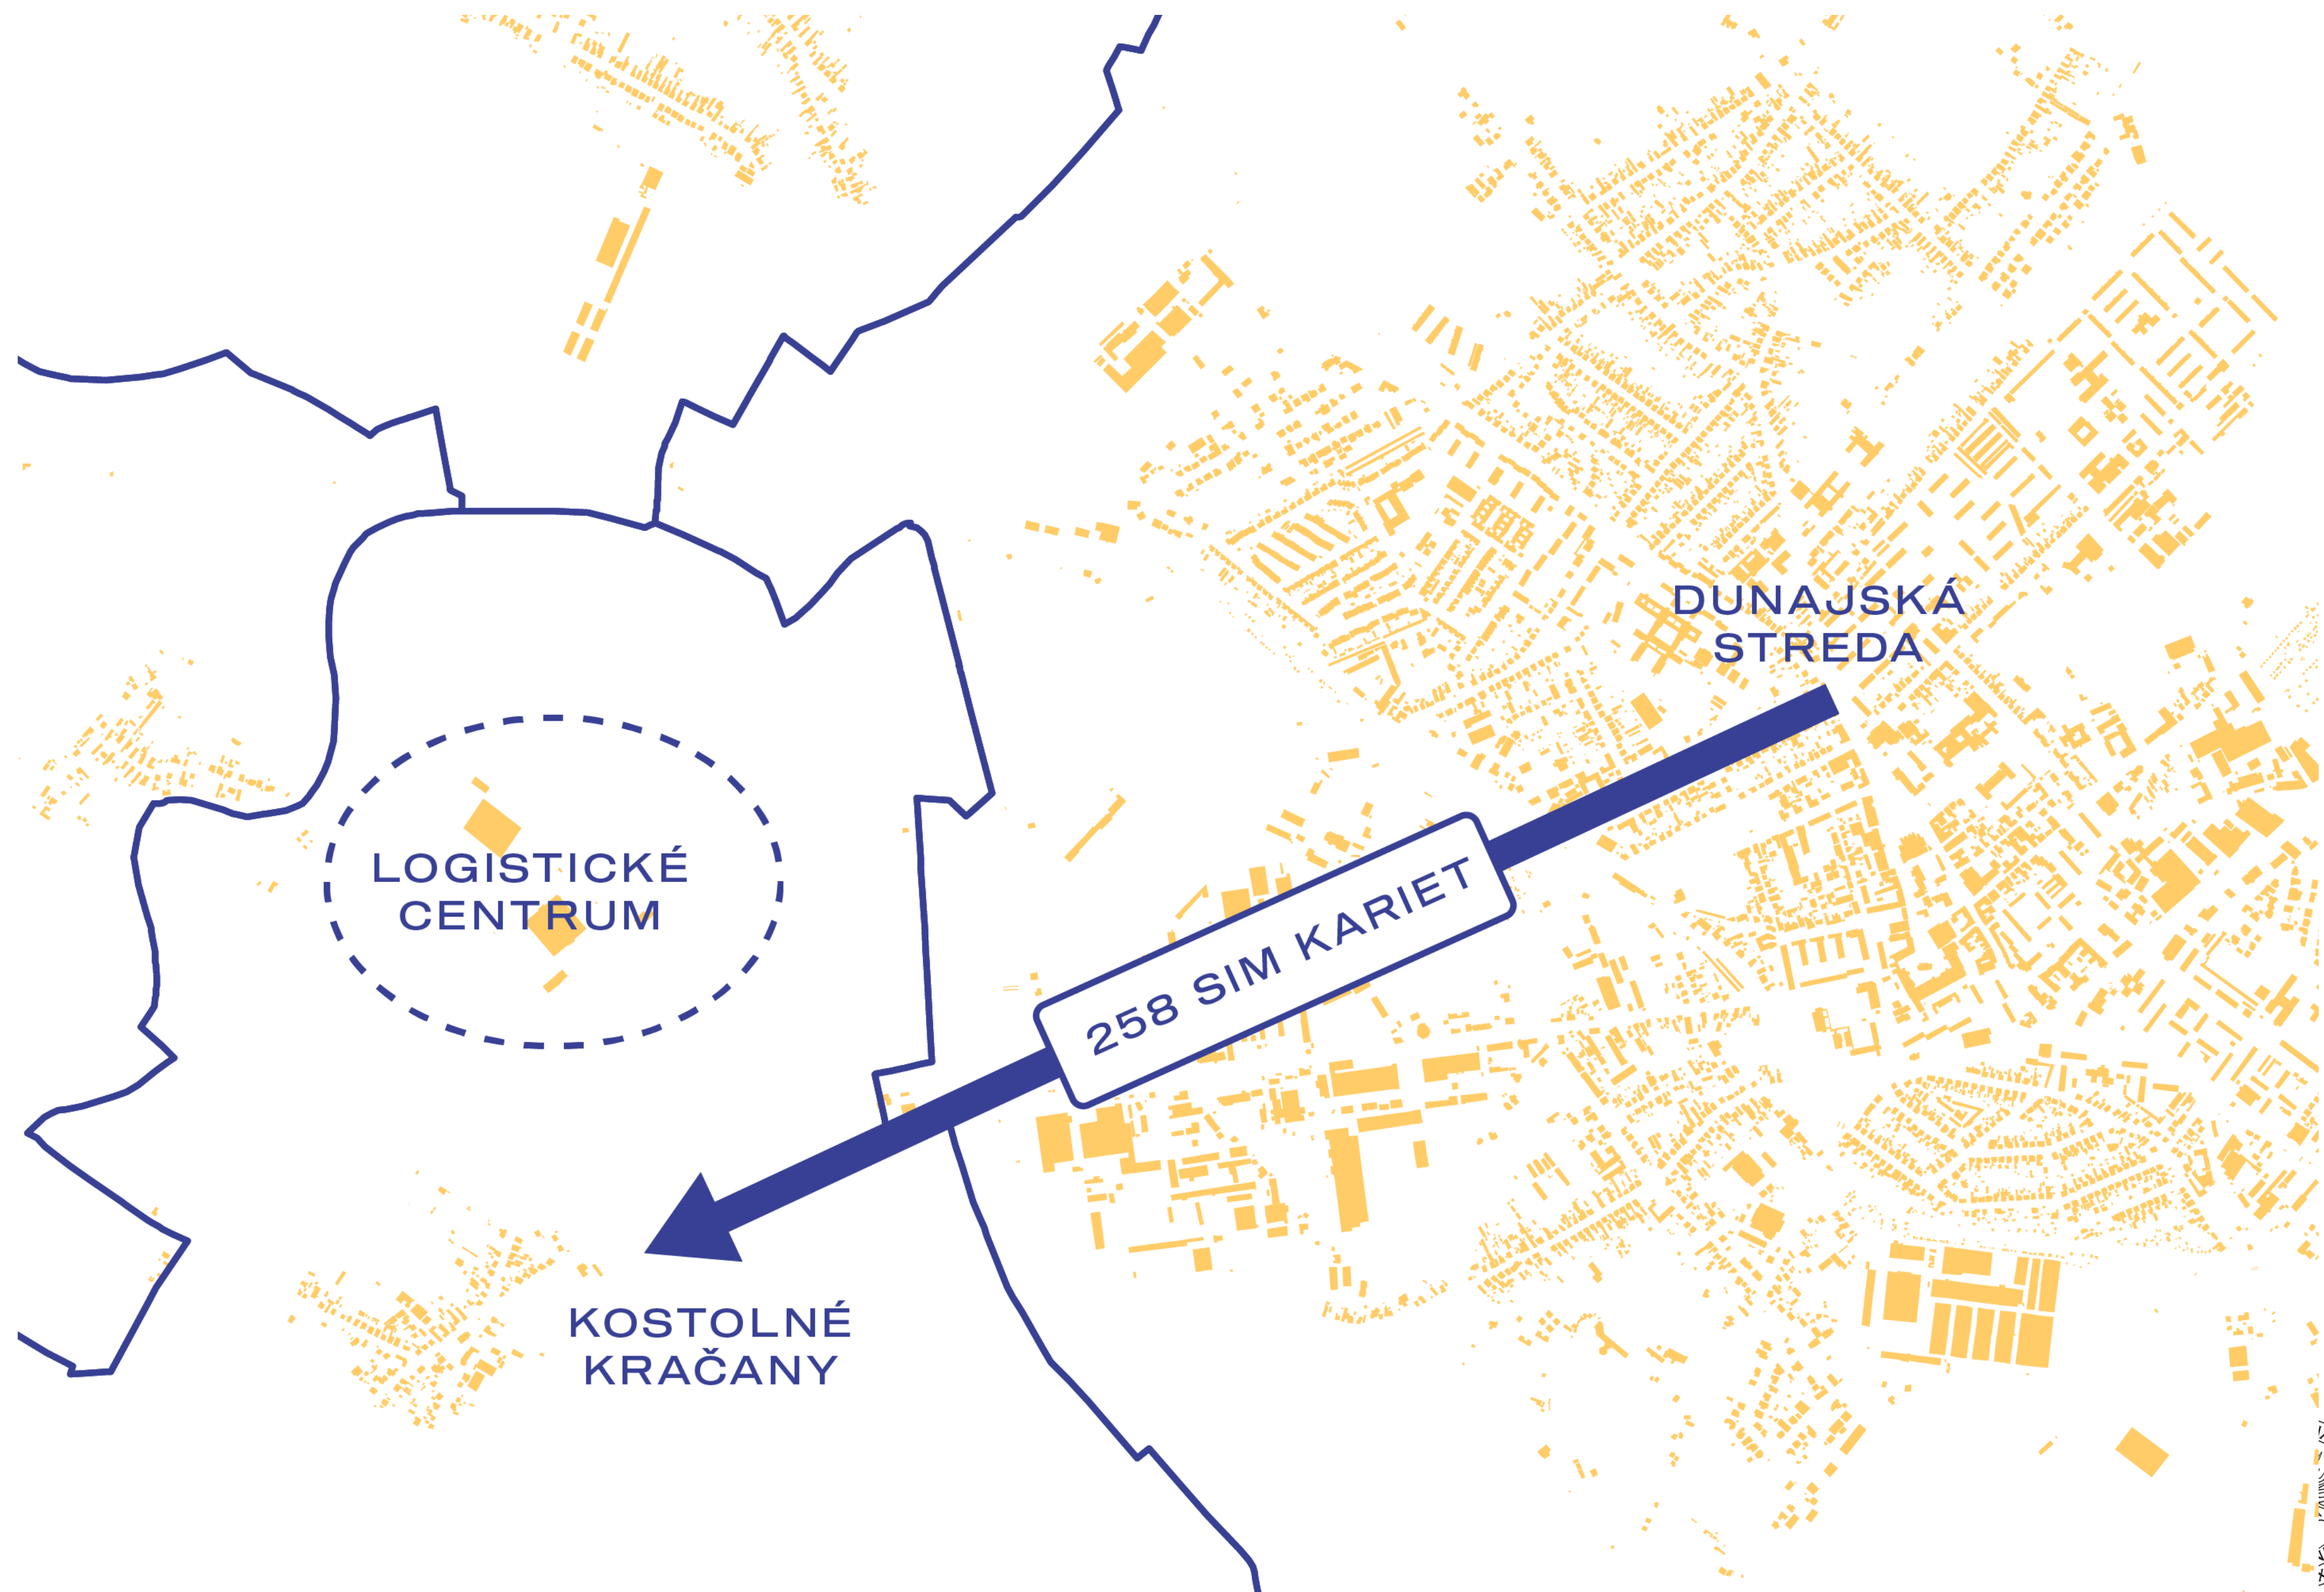 DUNAJSKÁ
STREDA
LOGISTICKÉ
CENTRUM
258 SIM KARIET
KOSTOLNÉ
KRAČANY